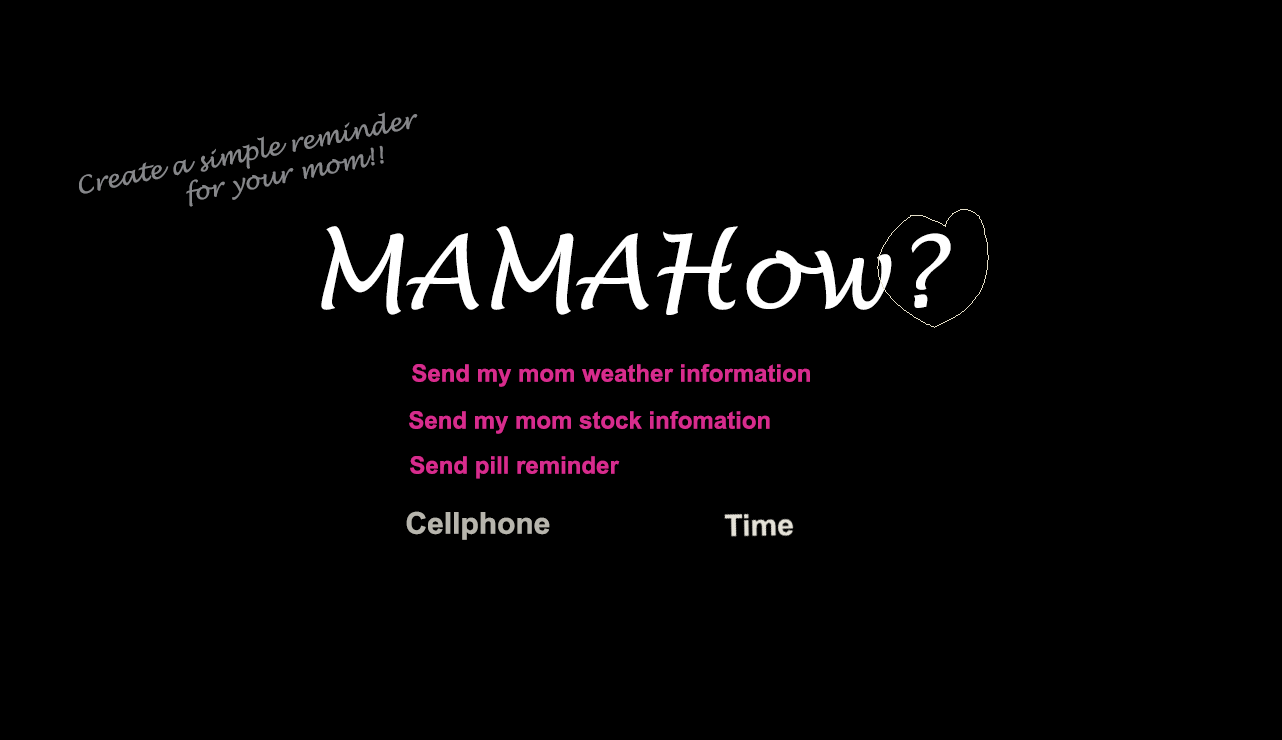 Create a simple reminder
for your mom!!
MAMAHow?
Send my mom weather information
Send my mom stock infomation
Send pill reminder
Cellphone Time